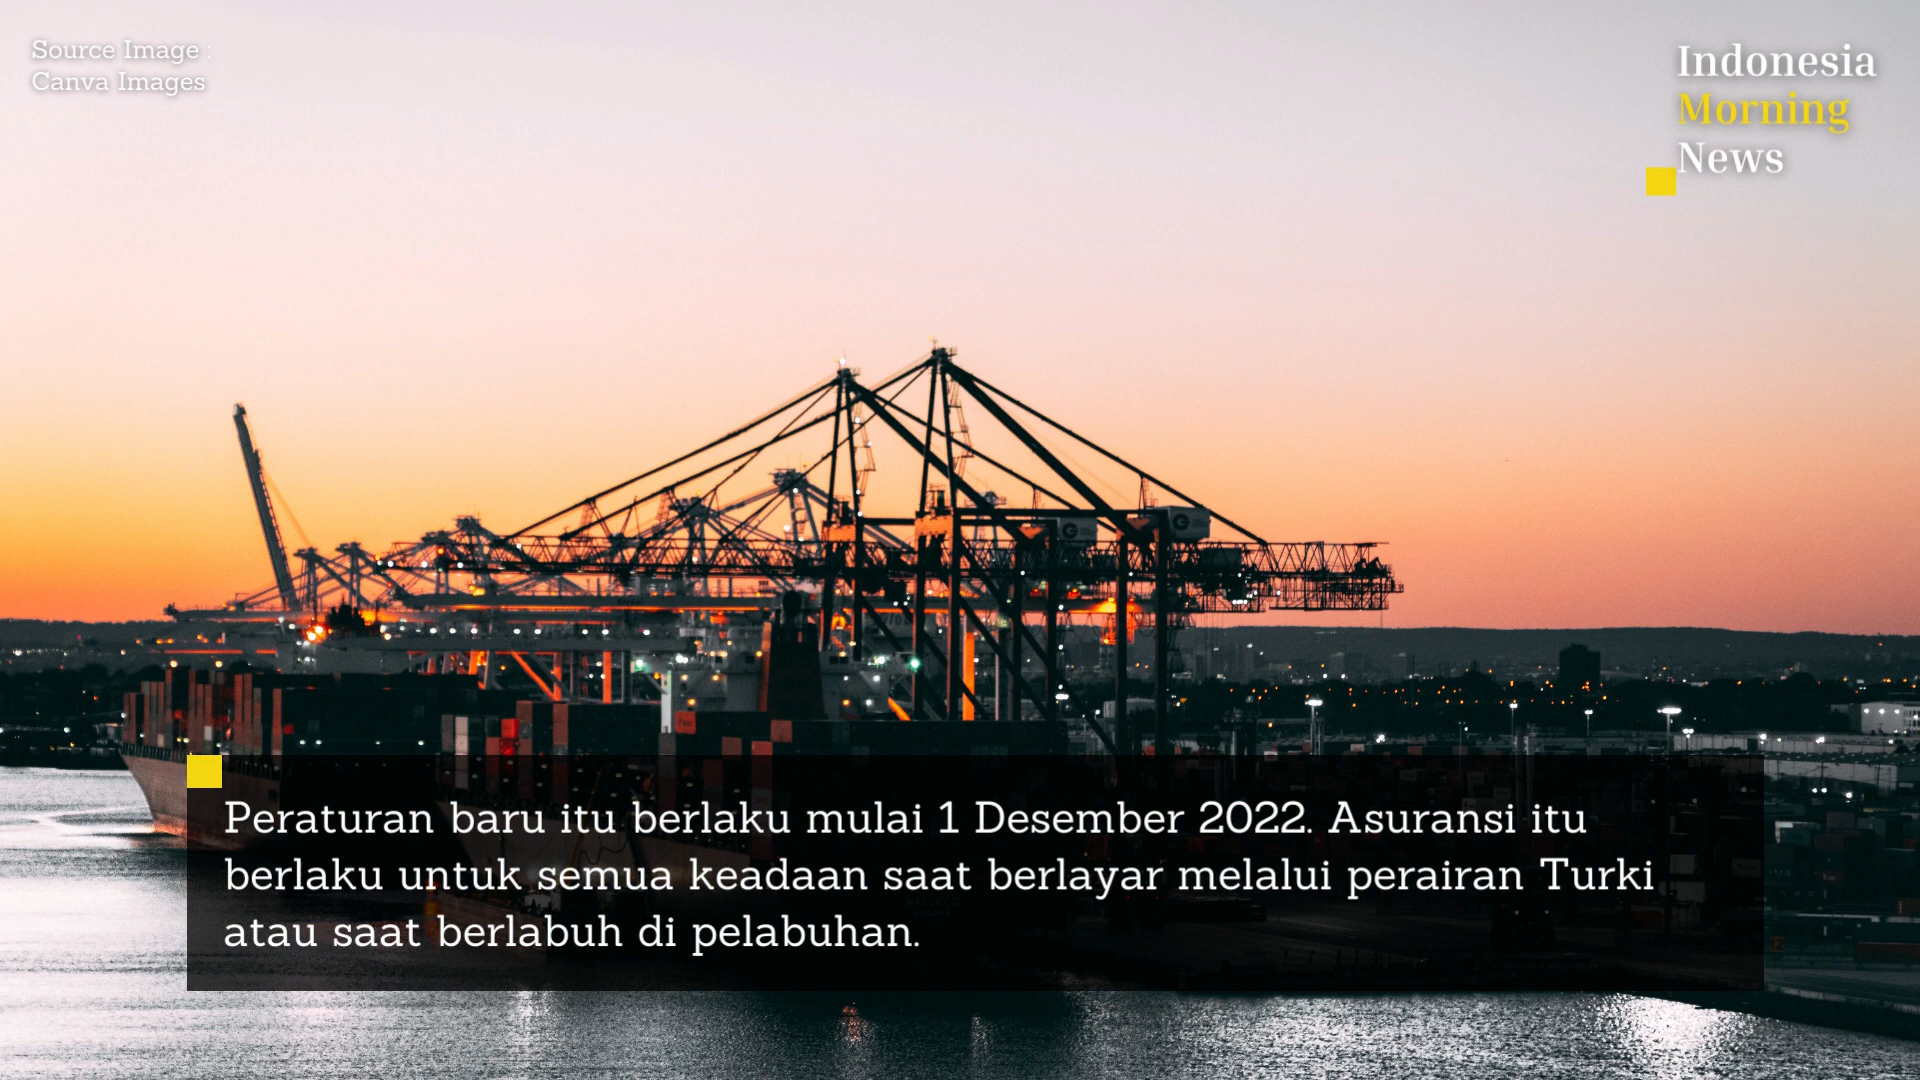 Source Image :
Canva Images
Indonesia
Morning
News
Peraturan baru itu berlaku mulai 1 Desember 2022. Asuransi itu
berlaku untuk semua keadaan saat berlayar melalui perairan Turki
atau saat berlabuh di pelabuhan.